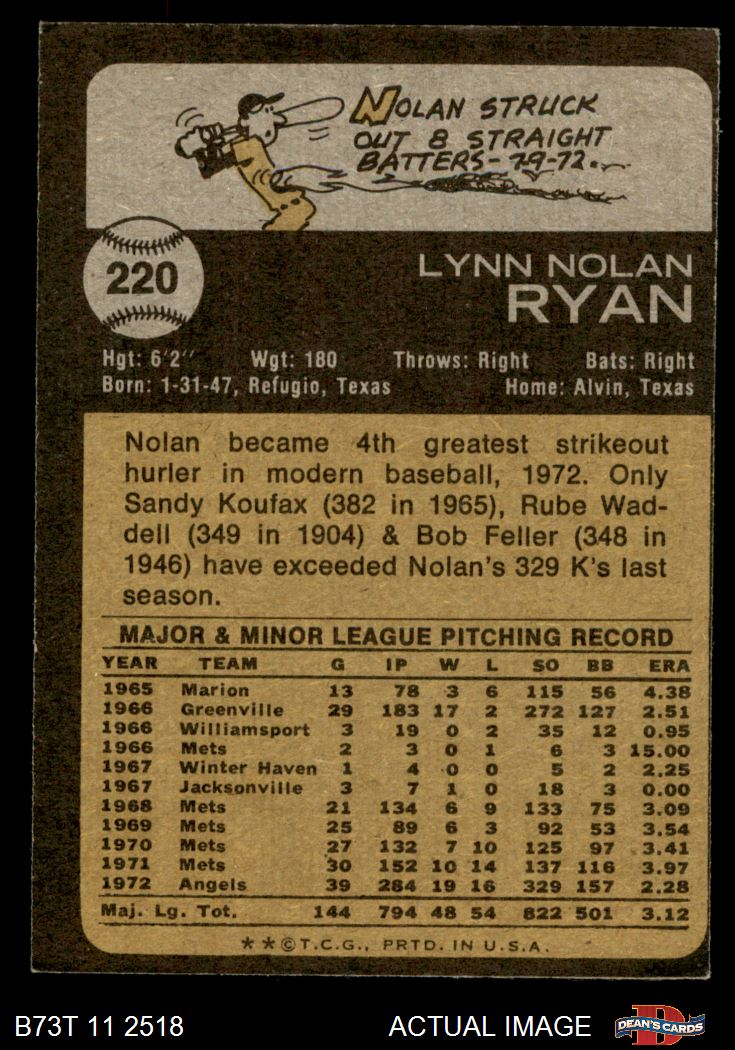 NOLAN STRUCK
OUT 8 STRAIGHT
BATTERS - 7-9-72.
220
LYNN NOLAN
RYAN
Hgt: 6'2" Wgt: 180 Throws: Right Bats: Right
Born: 1-31-47, Refugio, Texas Home: Alvin, Texas
Nolan became 4th greatest strikeout
hurler in modern baseball, 1972. Only
Sandy Koufax (382 in 1965), Rube Wad-
dell (349 in 1904) & Bob Feller (348 in
1946) have exceeded Nolan's 329 K's last
season.
MAJOR & MINOR LEAGUE PITCHING RECORD
YEAR TEAM G IP W L SO BB ERA
1965 Marion 13 78 3 6 115 56 4.38
1966 Greenville 29 183 17 2 272 127 2.51
1966 Williamsport 3 19 0 2 35 12 0.95
1966 Mets 2 3 0 1 6 3 15.00
1967 Winter Haven 1 4 0 0 5 2 2.25
1967 Jacksonville 3 7 1 0 18 3 0.00
1968 Mets 21 134 6 9 133 75 3.09
1969 Mets 25 89 6 3 92 53 3.54
1970 Mets 27 132 7 10 125 97 3.41
1971 Mets 30 152 10 14 137 116 3.97
1972 Angels 39 284 19 16 329 157 2.28
Maj. Lg. Tot. 144 794 48 54 822 501 3.12
**©T.C.G., PRTD. IN U.S.A.
B73T 11 2518 ACTUAL IMAGE DEAN'S CARDS